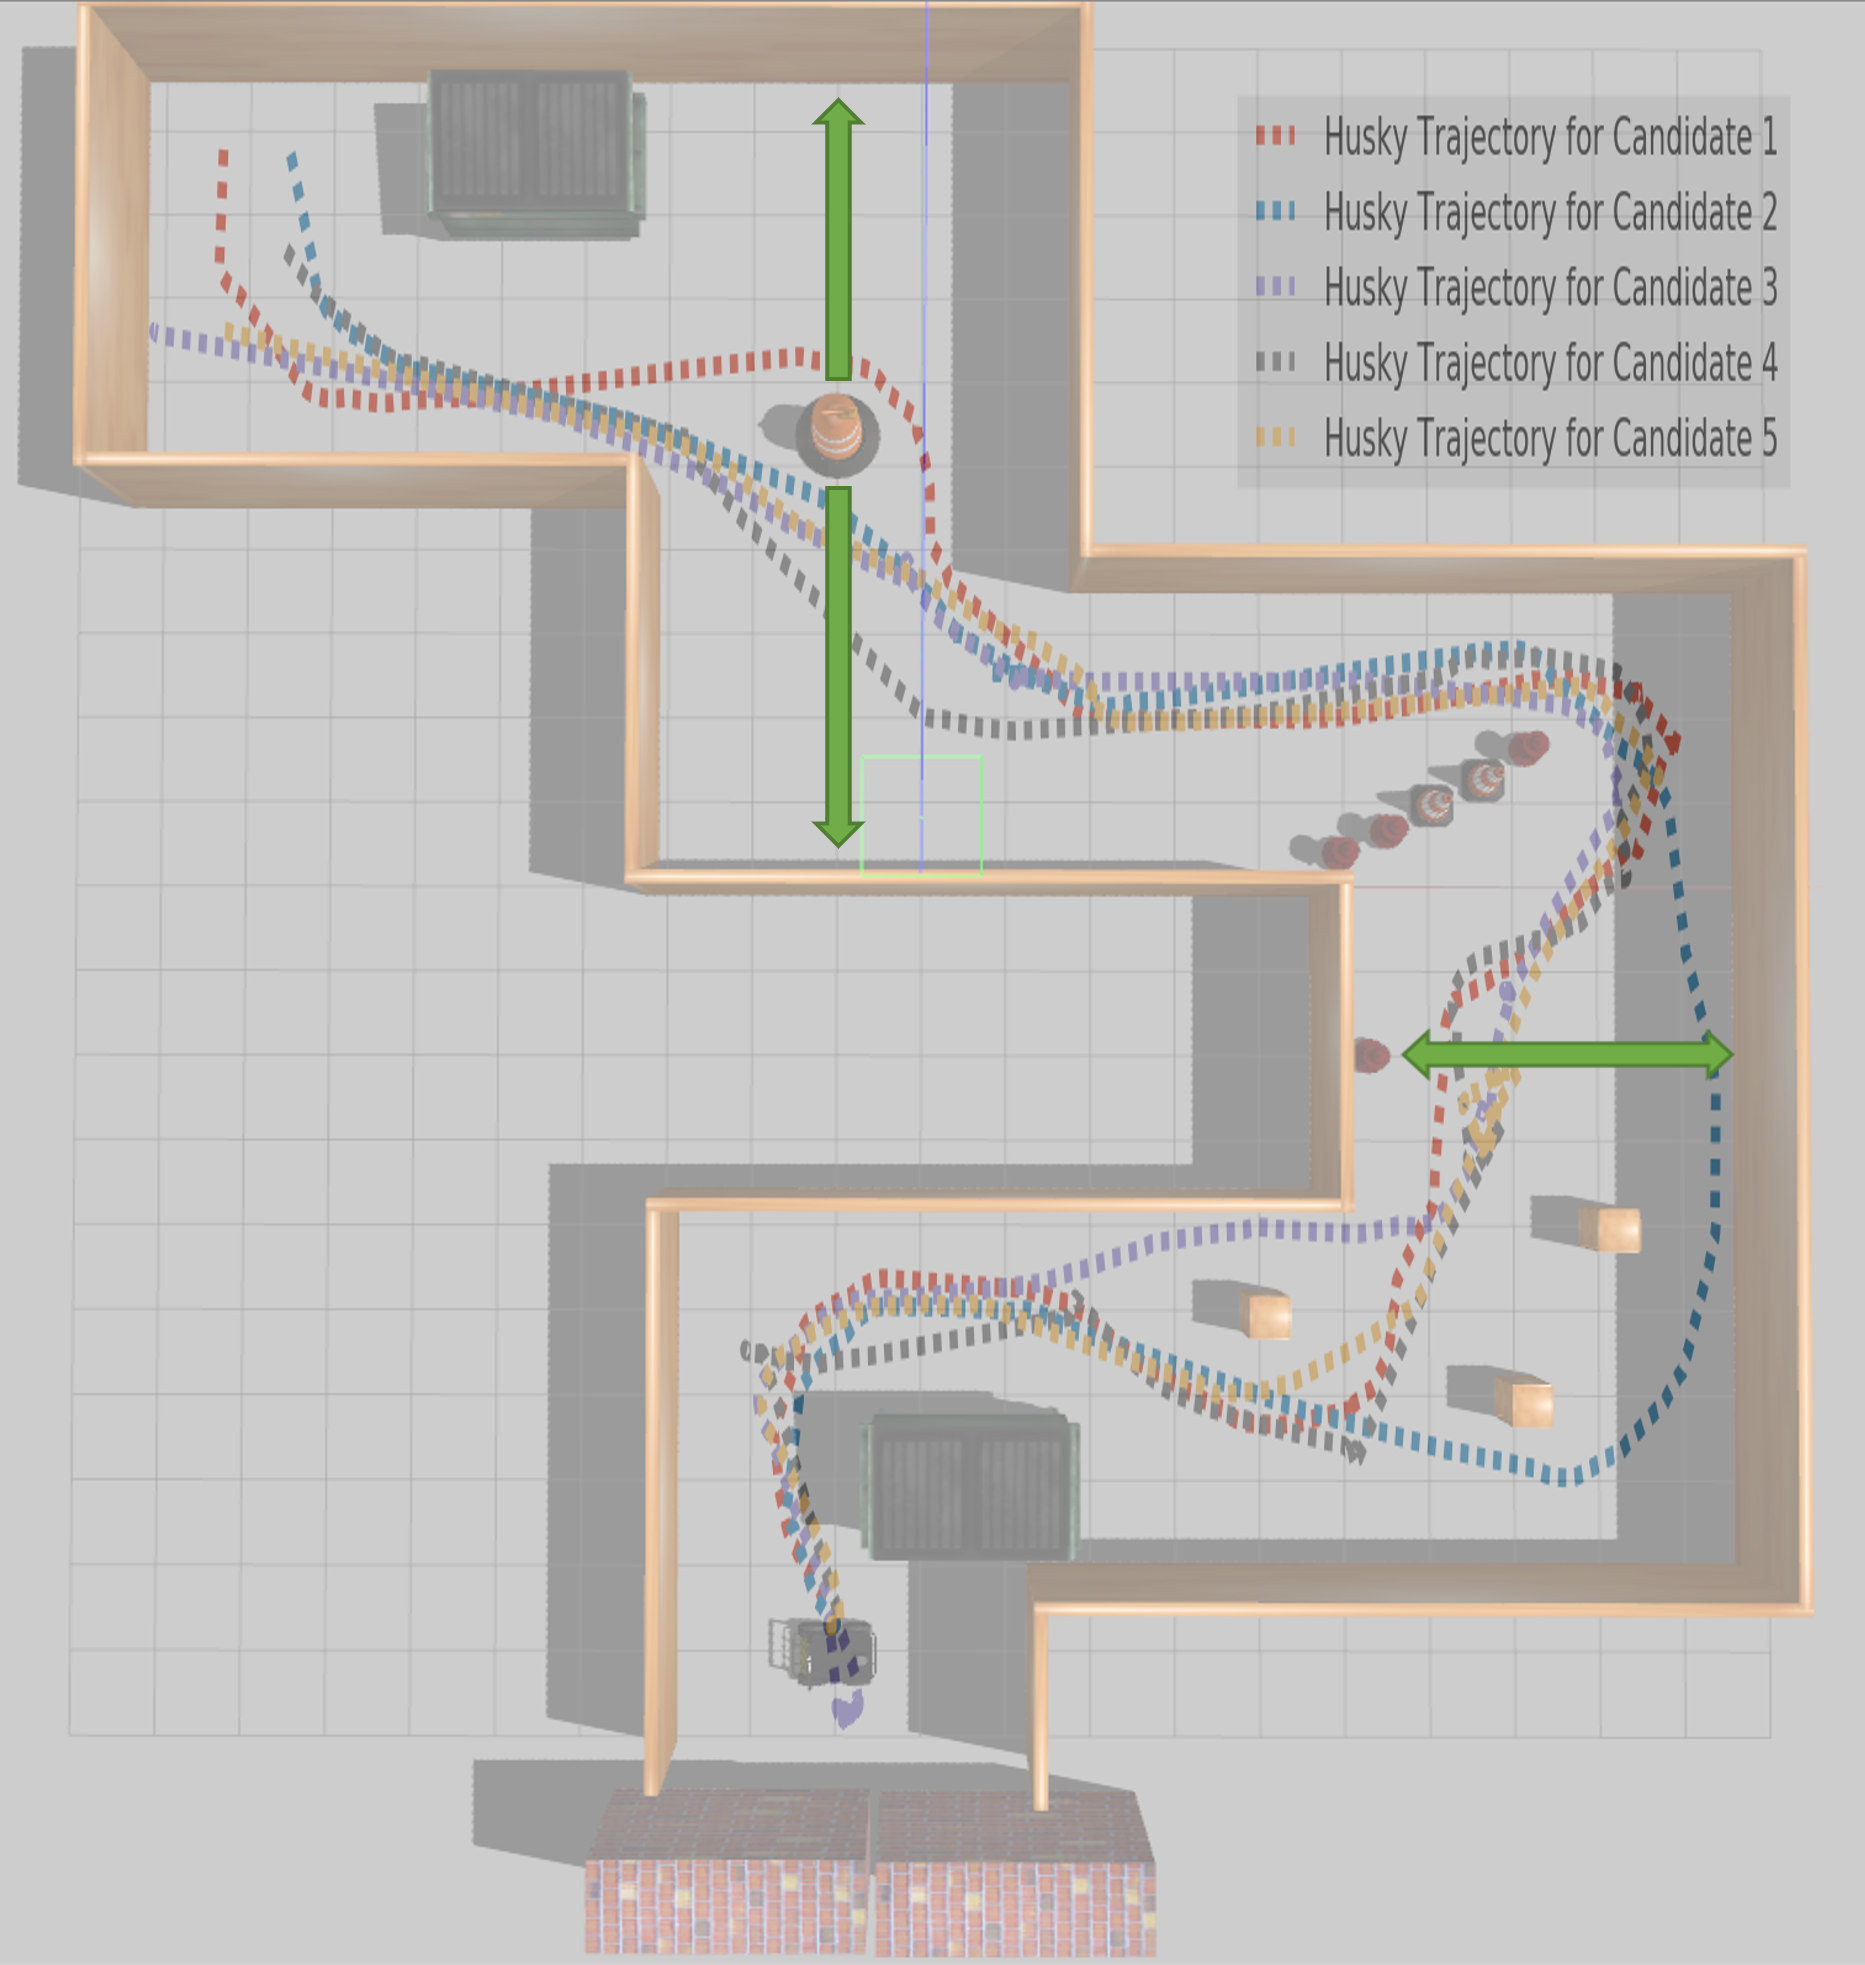 Husky Trajectory for Candidate 1
Husky Trajectory for Candidate 2
Husky Trajectory for Candidate 3
Husky Trajectory for Candidate 4
Husky Trajectory for Candidate 5